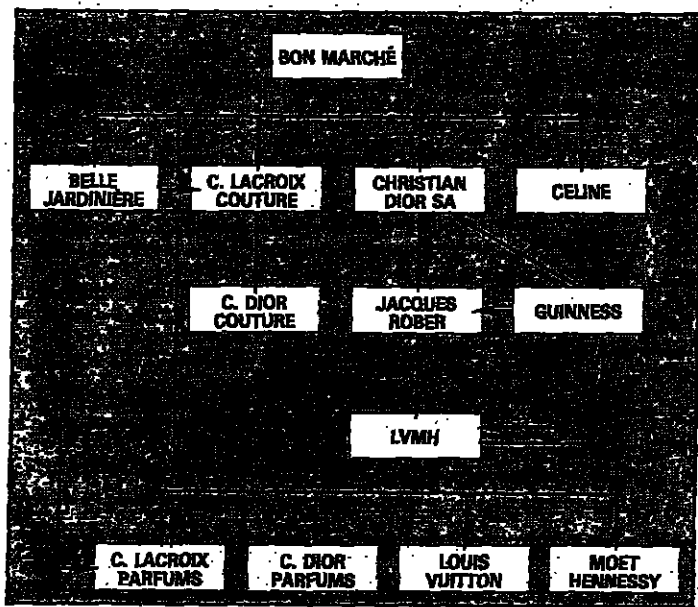 BON MARCHÉ
BELLE
JARDINIÈRE
C. LACROIX
COUTURE
CHRISTIAN
DIOR SA
CELINE
C. DIOR
COUTURE
JACQUES
ROBER
GUINNESS
LVMH
C. LACROIX
PARFUMS
C. DIOR
PARFUMS
LOUIS
VUITTON
MOET
HENNESSY